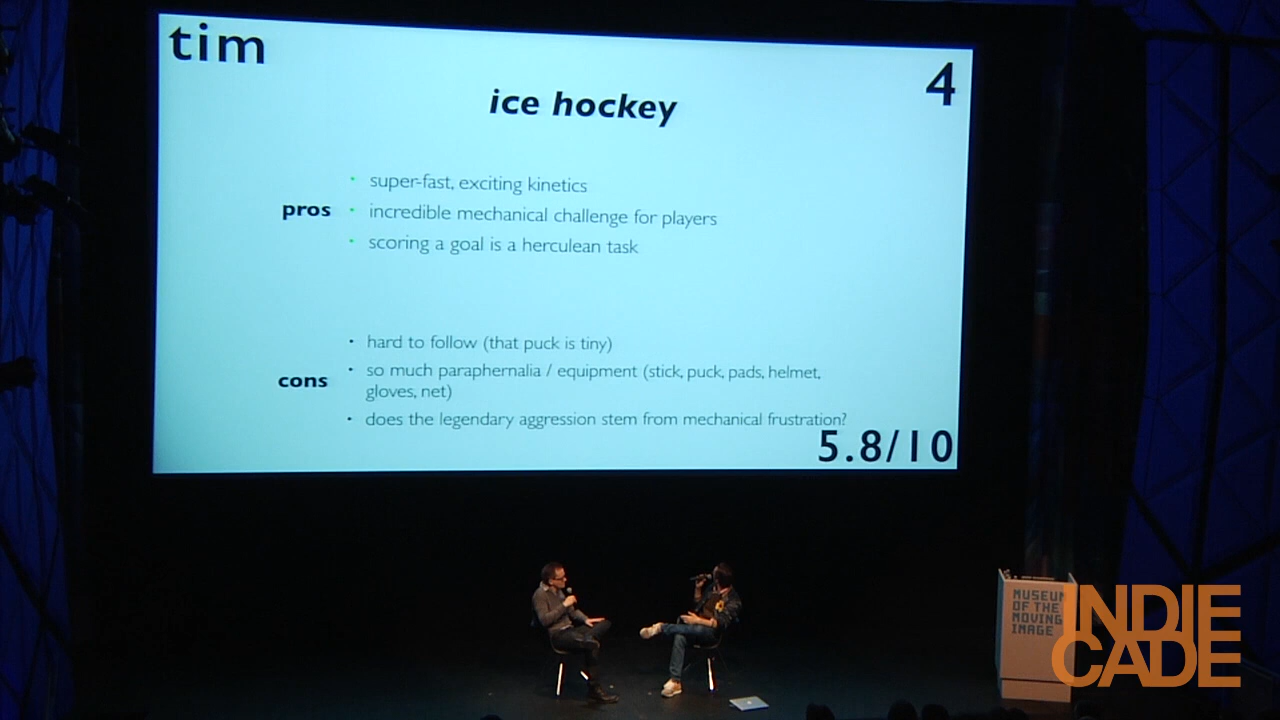 tim
4
ice hockey
super-fast, exciting kinetics
pros
incredible mechanical challenge for players
scoring a goal is a herculean task
hard to follow (that puck is tiny)
cons
so much paraphernalia / equipment (stick, puck, pads, helmet,
gloves, net)
does the legendary aggression stem from mechanical frustration?
5.8/10
MUSEUM
OF THE
MOVING
IMAGE
INDIE
CADE